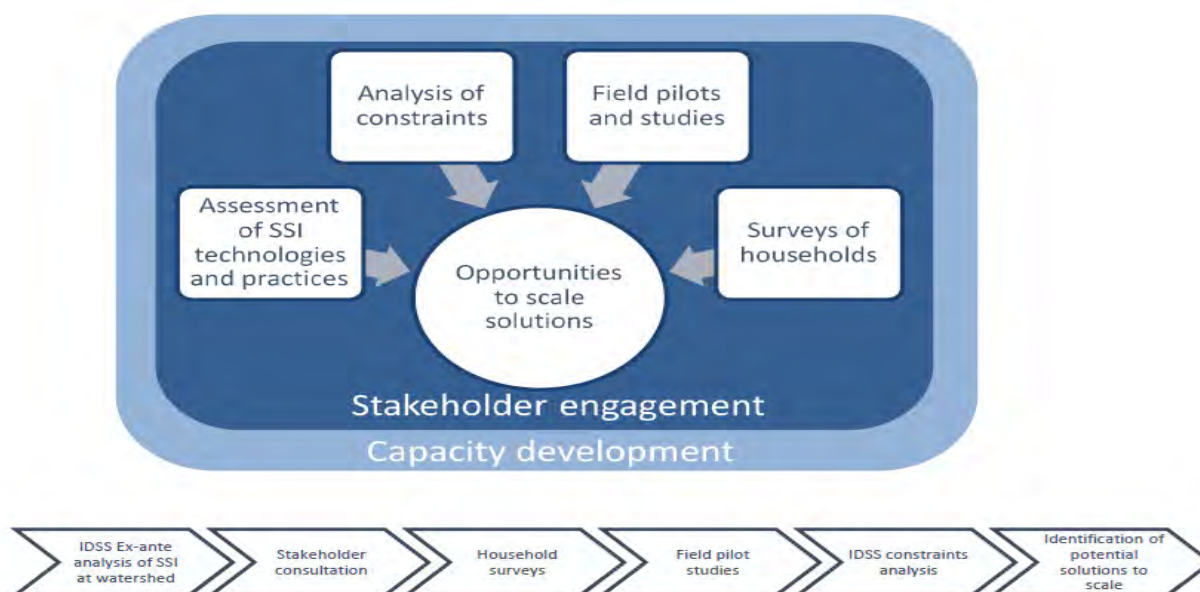 Analysis of
constraints
Field pilots
and studies
Assessment
of SSI
technologies
and practices
Surveys of
households
Opportunities
to scale
solutions
Stakeholder engagement
Capacity development
IDSS Ex-ante
analysis of SSI
at watershed
Stakeholder
consultation
Household
surveys
Field pilot
studies
IDSS constraints
analysis
Identification of
potential
solutions to
scale